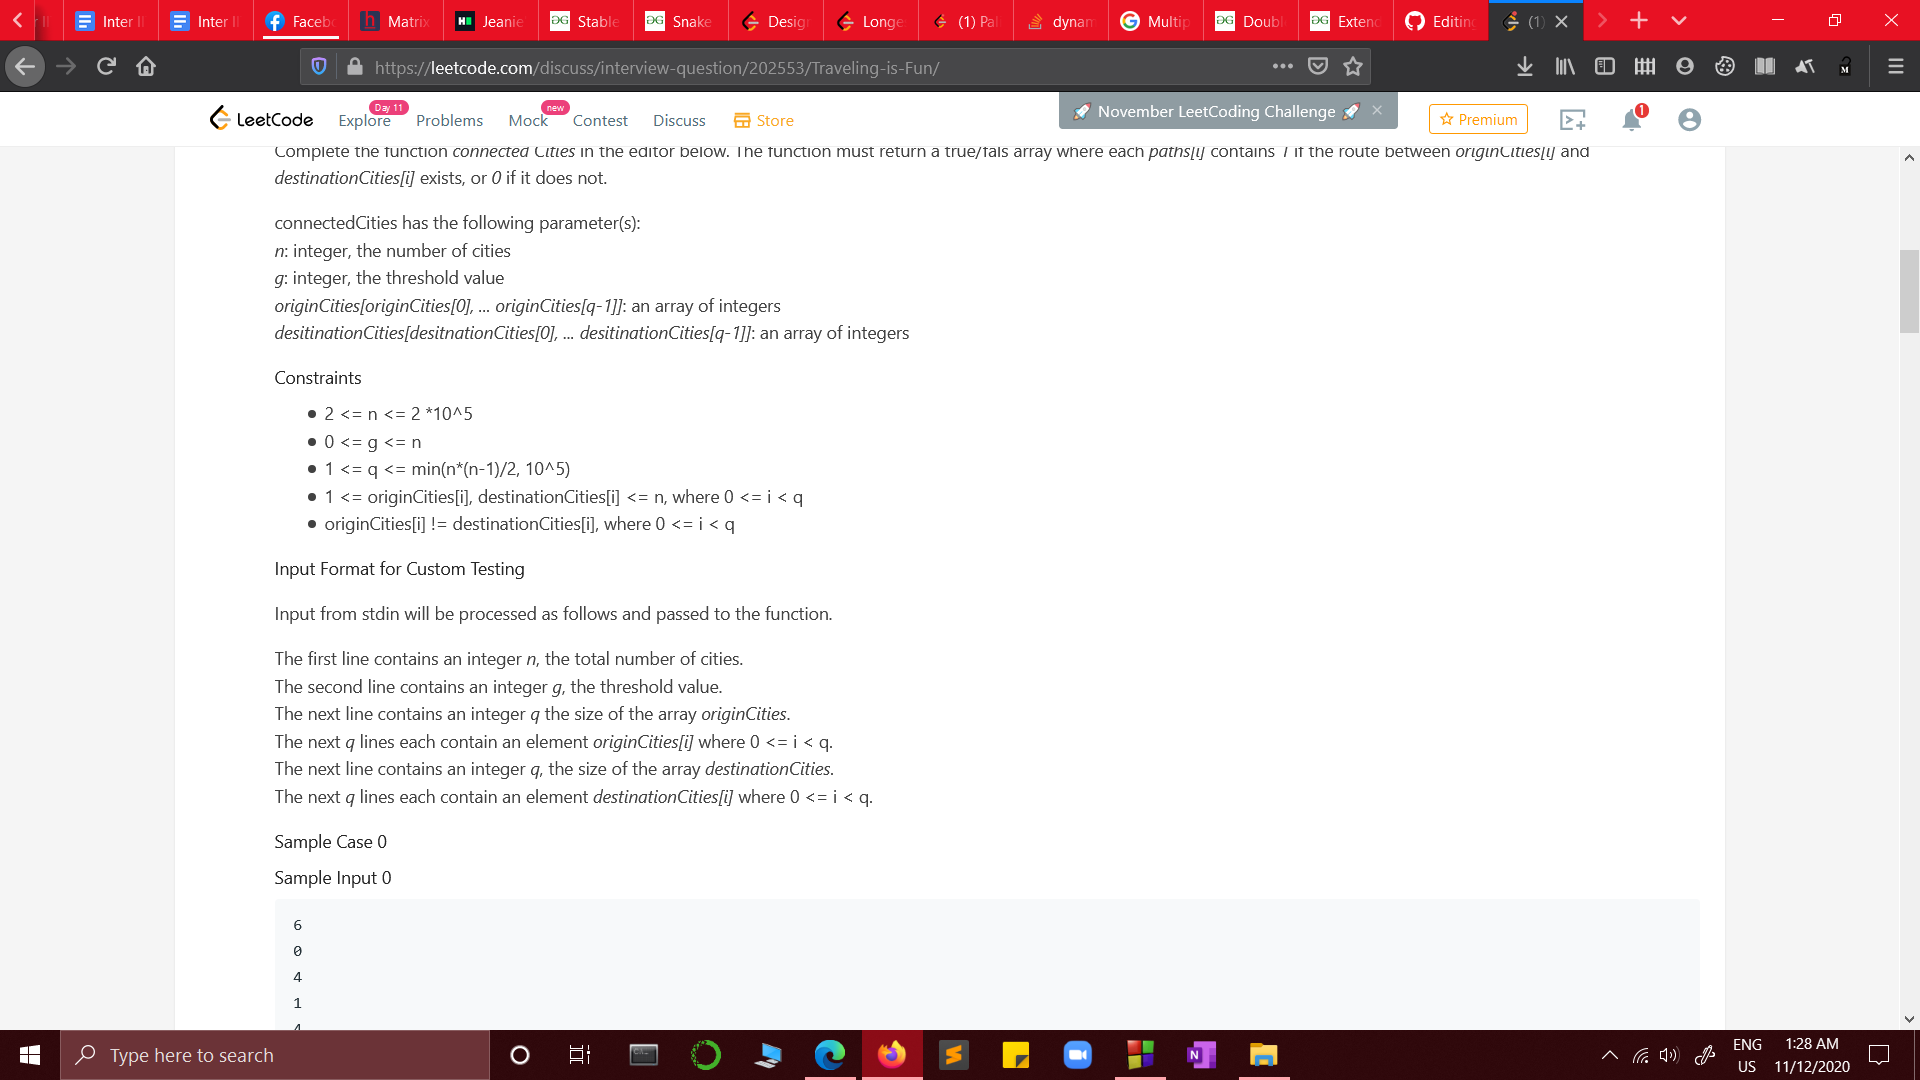 Inter I
Inter I
Faceb
Matrix
Jeanie
Stable
Snake
Desig
Longe
(1) Pal
dynam
Multip
Doubl
Extend
Editin
(1)
https://leetcode.com/discuss/interview-question/202553/Traveling-is-Fun/
LeetCode
Explore
Day 11
Problems
Mock
new
Contest
Discuss
Store
November LeetCoding Challenge
Premium
1
Complete the function connected Cities in the editor below. The function must return a true/fals array where each paths[i] contains 1 if the route between originCities[i] and
destinationCities[i] exists, or 0 if it does not.
connectedCities has the following parameter(s):
n: integer, the number of cities
g: integer, the threshold value
originCities[originCities[0], ... originCities[q-1]]: an array of integers
desitinationCities[desitnationCities[0], ... desitinationCities[q-1]]: an array of integers
Constraints
2 <= n <= 2 *10^5
0 <= g <= n
1 <= q <= min(n*(n-1)/2, 10^5)
1 <= originCities[i], destinationCities[i] <= n, where 0 <= i < q
originCities[i] != destinationCities[i], where 0 <= i < q
Input Format for Custom Testing
Input from stdin will be processed as follows and passed to the function.
The first line contains an integer n, the total number of cities.
The second line contains an integer g, the threshold value.
The next line contains an integer q the size of the array originCities.
The next q lines each contain an element originCities[i] where 0 <= i < q.
The next line contains an integer q, the size of the array destinationCities.
The next q lines each contain an element destinationCities[i] where 0 <= i < q.
Sample Case 0
Sample Input 0
6
0
4
1
4
Type here to search
ENG
US
1:28 AM
11/12/2020